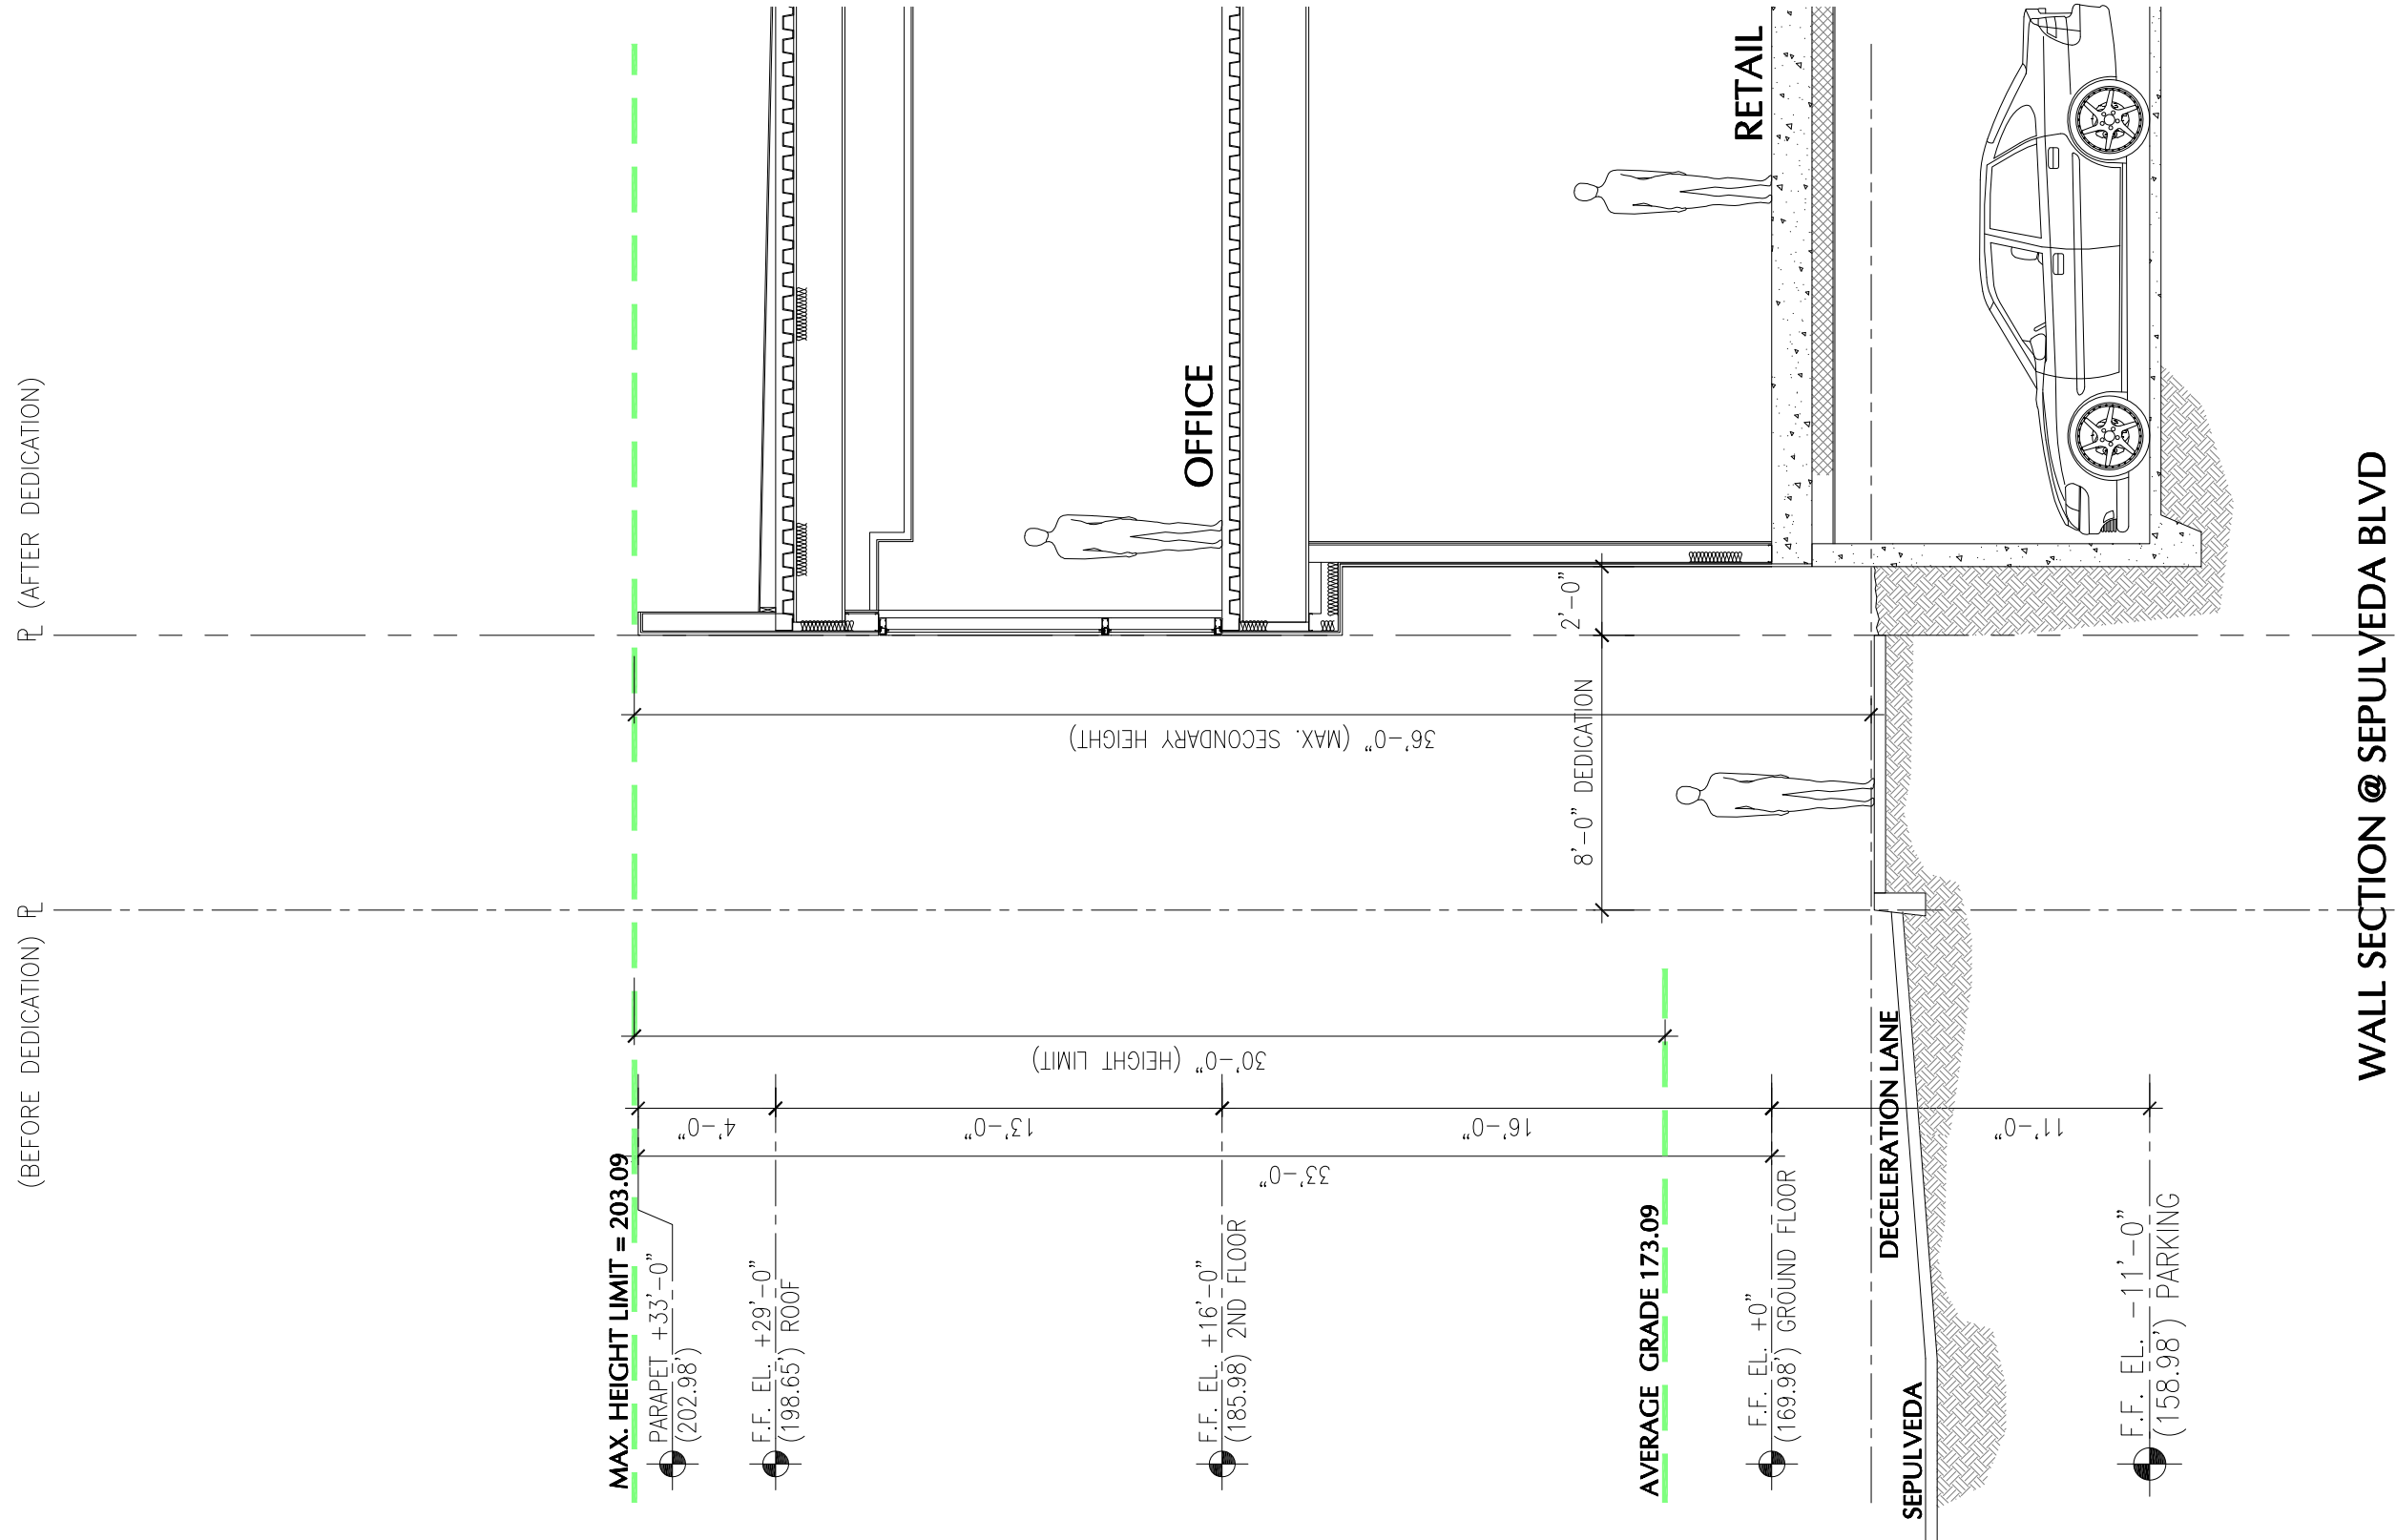 (BEFORE DEDICATION) PL
PL (AFTER DEDICATION)
MAX. HEIGHT LIMIT = 203.09
PARAPET +33'-0"
(202.98')
F.F. EL. +29'-0"
(198.65') ROOF
F.F. EL. +16'-0"
(185.98) 2ND FLOOR
AVERAGE GRADE 173.09
F.F. EL. +0"
(169.98') GROUND FLOOR
F.F. EL. -11'-0"
(158.98') PARKING
4'-0"
13'-0"
16'-0"
11'-0"
33'-0"
30'-0" (HEIGHT LIMIT)
36'-0" (MAX. SECONDARY HEIGHT)
8'-0" DEDICATION
2'-0"
OFFICE
RETAIL
SEPULVEDA
DECELERATION LANE
WALL SECTION @ SEPULVEDA BLVD